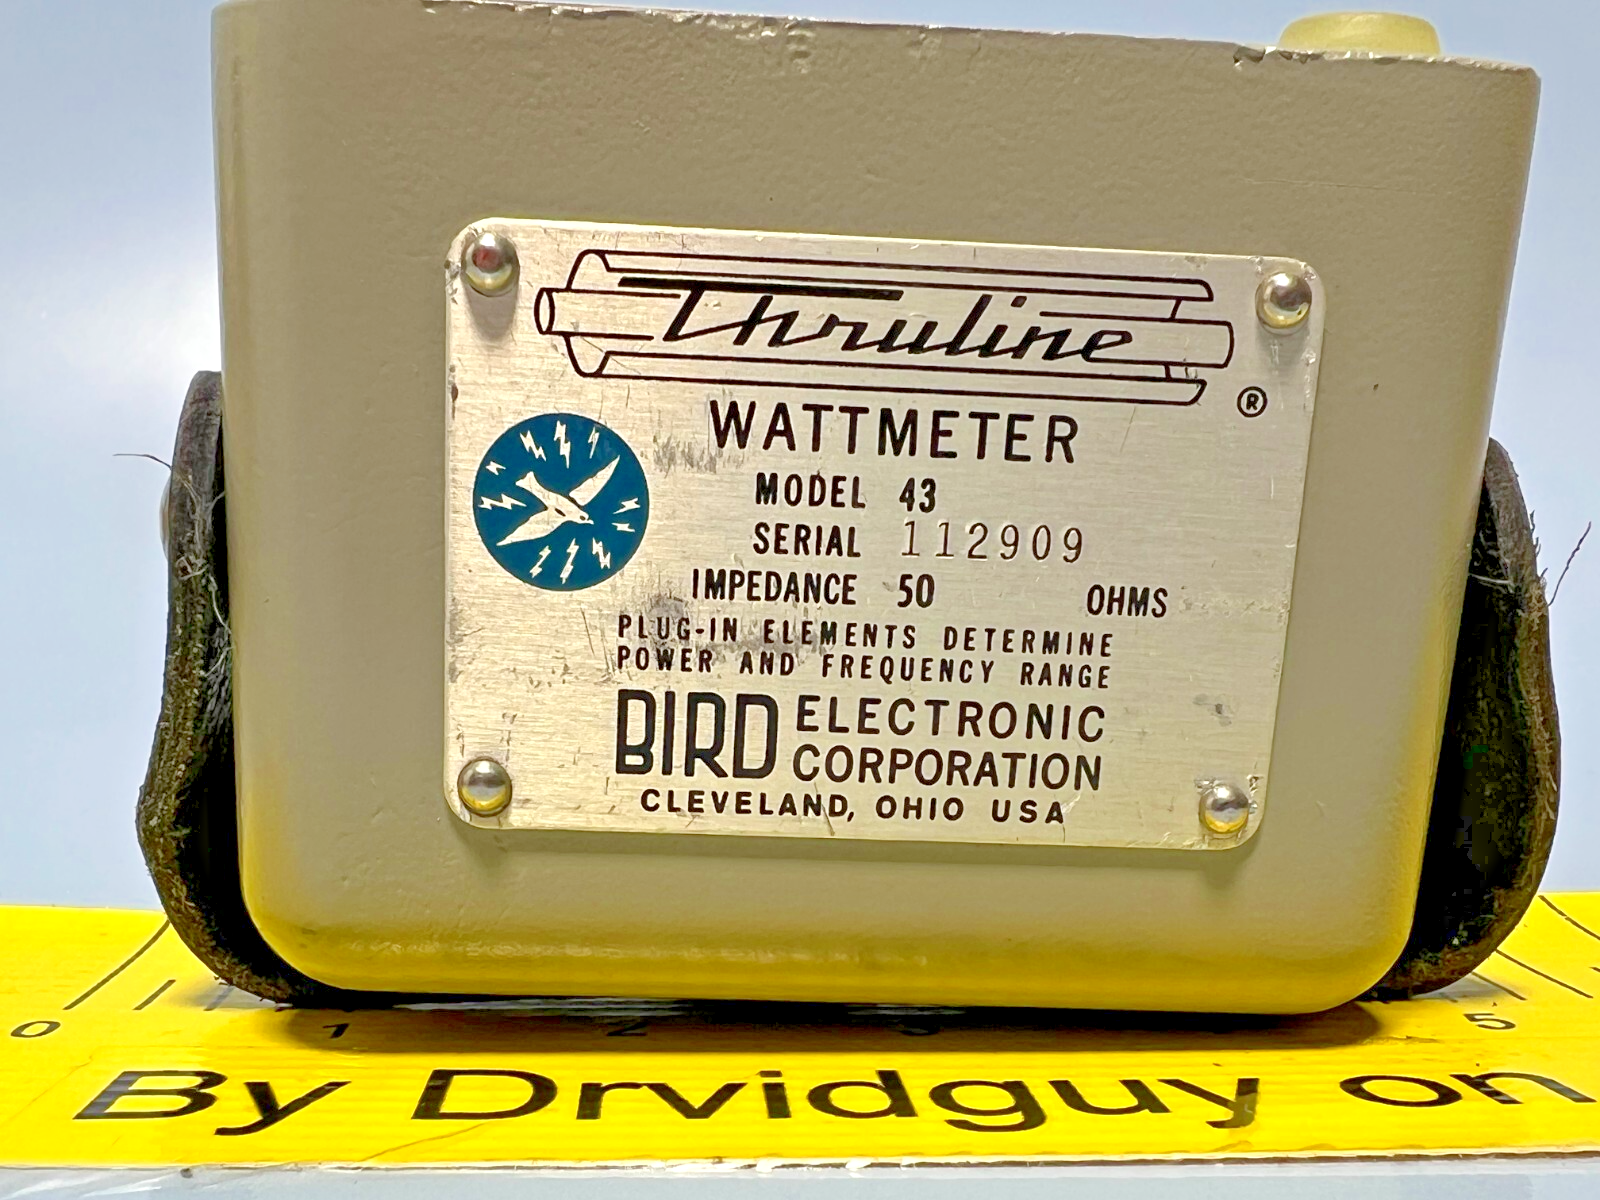 Thruline
®
WATTMETER
MODEL 43
SERIAL 112909
IMPEDANCE 50 OHMS
PLUG-IN ELEMENTS DETERMINE
POWER AND FREQUENCY RANGE
BIRD ELECTRONIC
CORPORATION
CLEVELAND, OHIO USA
0 1 2 3 5
By Drvidguy on